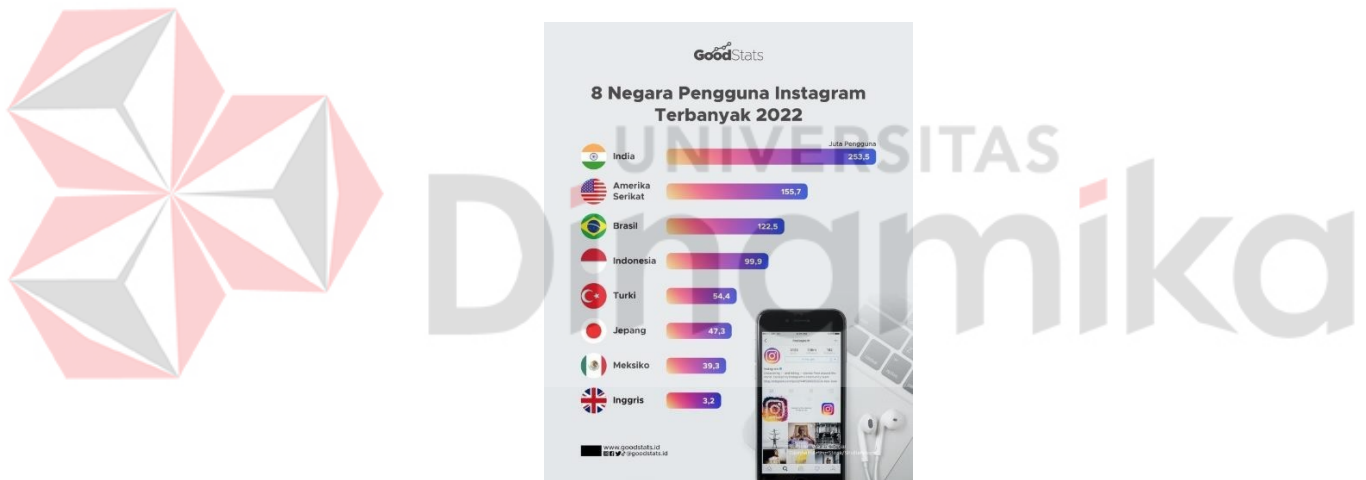 GoodStats
8 Negara Pengguna Instagram
Terbanyak 2022
UNIVERSITAS
Dinamika
Juta Pengguna
India
253,5
Amerika
Serikat
155,7
Brasil
122,5
Indonesia
99,9
Turki
54,4
Jepang
47,3
Meksiko
39,3
Inggris
3,2
www.goodstats.id
@goodstats.id